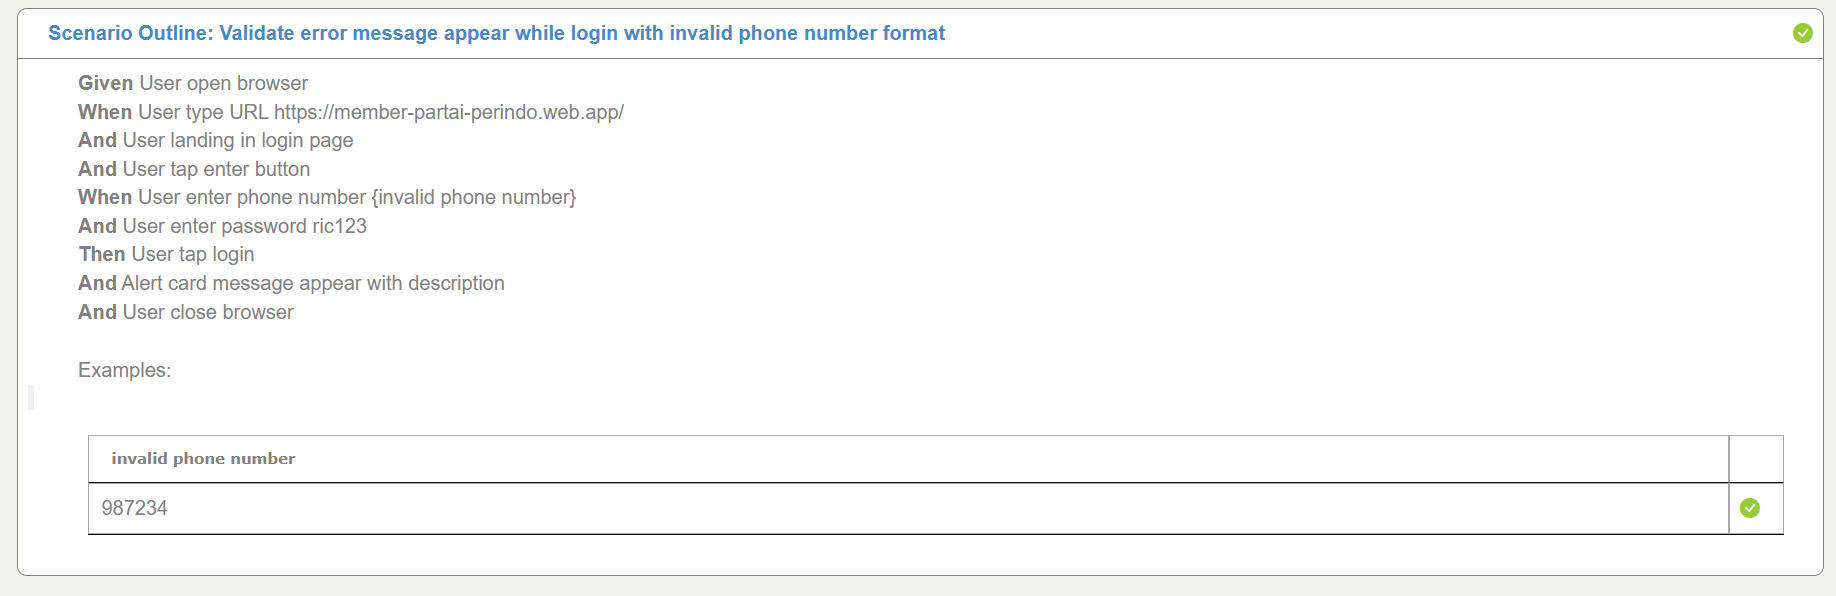 Scenario Outline: Validate error message appear while login with invalid phone number format
Given User open browser
When User type URL https://member-partai-perindo.web.app/
And User landing in login page
And User tap enter button
When User enter phone number {invalid phone number}
And User enter password ric123
Then User tap login
And Alert card message appear with description
And User close browser
Examples:
invalid phone number
987234